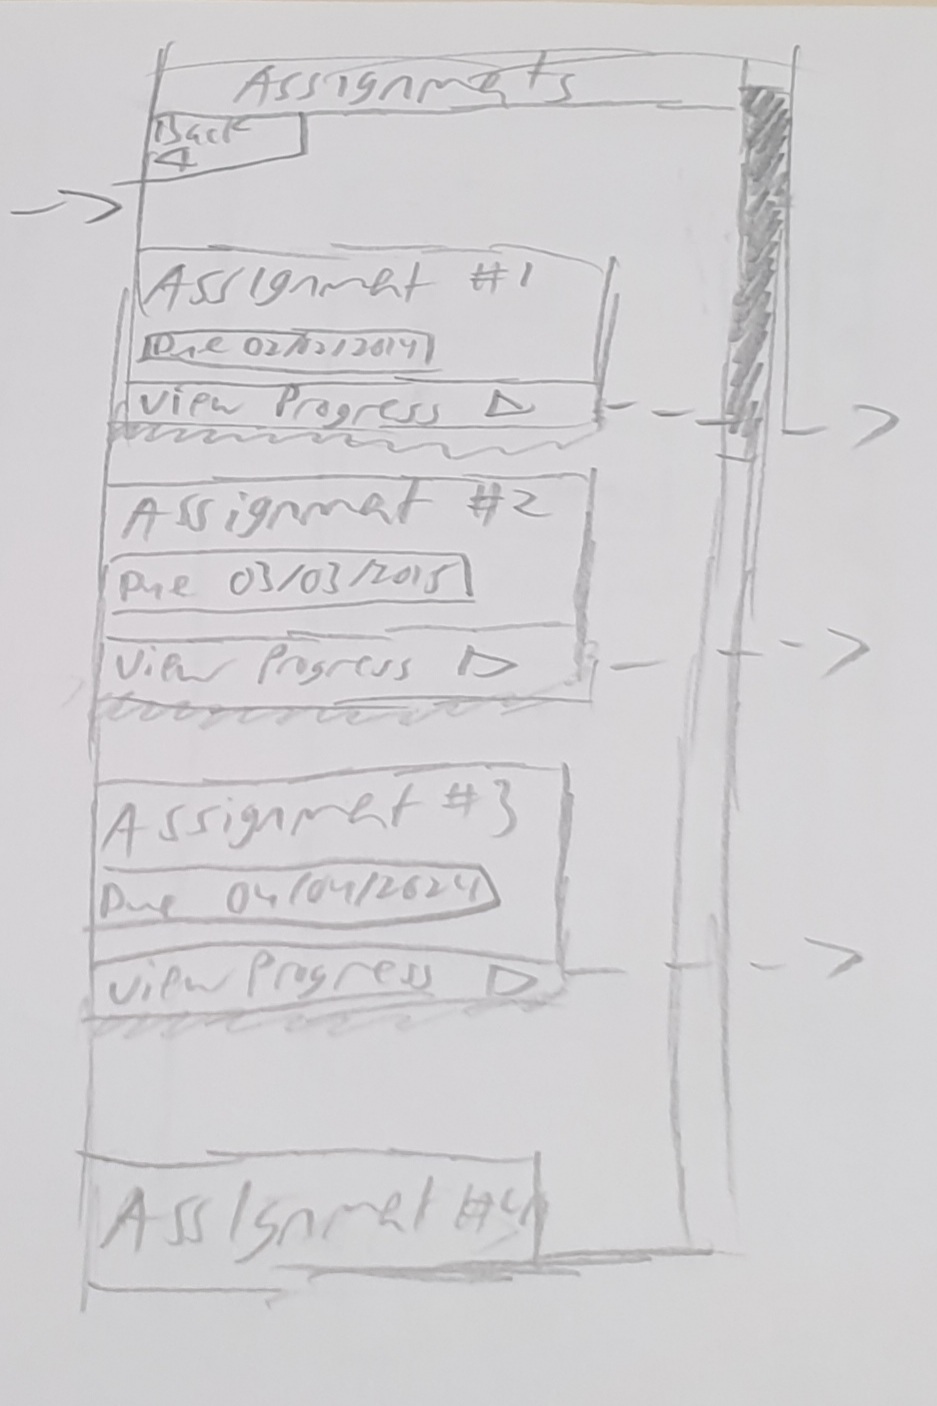 Assignments
Back
Assignment #1
Due 02/02/2014
View Progress
Assignment #2
Due 03/03/2015
View Progress
Assignment #3
Due 04/04/2024
View Progress
Assignment #4